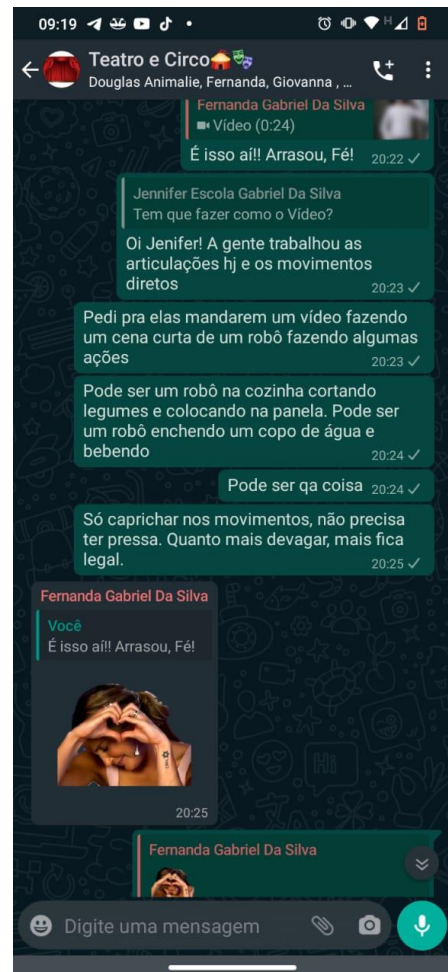 09:19
Teatro e Circo🎪🎭
Douglas Animalie, Fernanda, Giovanna , ...
Fernanda Gabriel Da Silva
Vídeo (0:24)
É isso aí!! Arrasou, Fé! 20:22
Jennifer Escola Gabriel Da Silva
Tem que fazer como o Vídeo?
Oi Jenifer! A gente trabalhou as
articulações hj e os movimentos
diretos 20:23
Pedi pra elas mandarem um vídeo fazendo
um cena curta de um robô fazendo algumas
ações 20:23
Pode ser um robô na cozinha cortando
legumes e colocando na panela. Pode ser
um robô enchendo um copo de água e
bebendo 20:24
Pode ser qa coisa 20:24
Só caprichar nos movimentos, não precisa
ter pressa. Quanto mais devagar, mais fica
legal. 20:25
Fernanda Gabriel Da Silva
Você
É isso aí!! Arrasou, Fé!
20:25
Fernanda Gabriel Da Silva
Digite uma mensagem